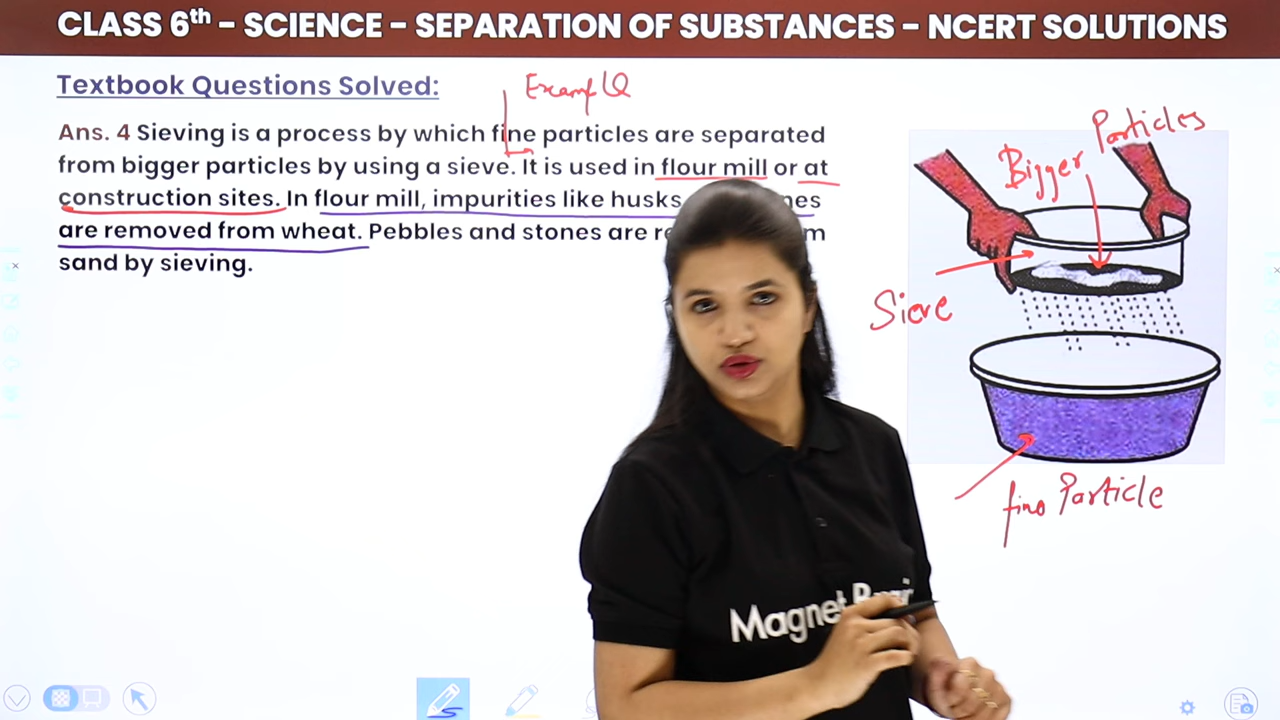 CLASS 6th – SCIENCE – SEPARATION OF SUBSTANCES – NCERT SOLUTIONS
Textbook Questions Solved:
Example
Ans. 4 Sieving is a process by which fine particles are separated
from bigger particles by using a sieve. It is used in flour mill or at
construction sites. In flour mill, impurities like husks
are removed from wheat. Pebbles and stones are
sand by sieving.
Bigger Particles
Sieve
fine Particle
Magnet